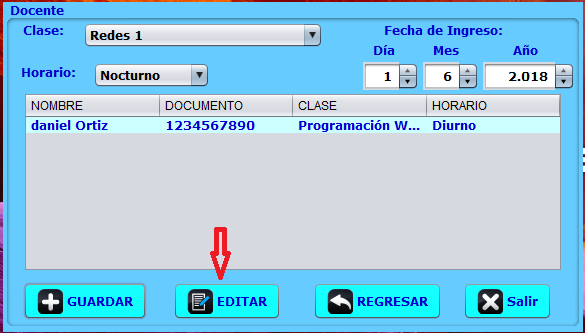 Docente
Clase: Redes 1 Fecha de Ingreso:
Día Mes Año
Horario: Nocturno 1 6 2.018
NOMBRE DOCUMENTO CLASE HORARIO
daniel Ortiz 1234567890 Programación W... Diurno
GUARDAR EDITAR REGRESAR Salir